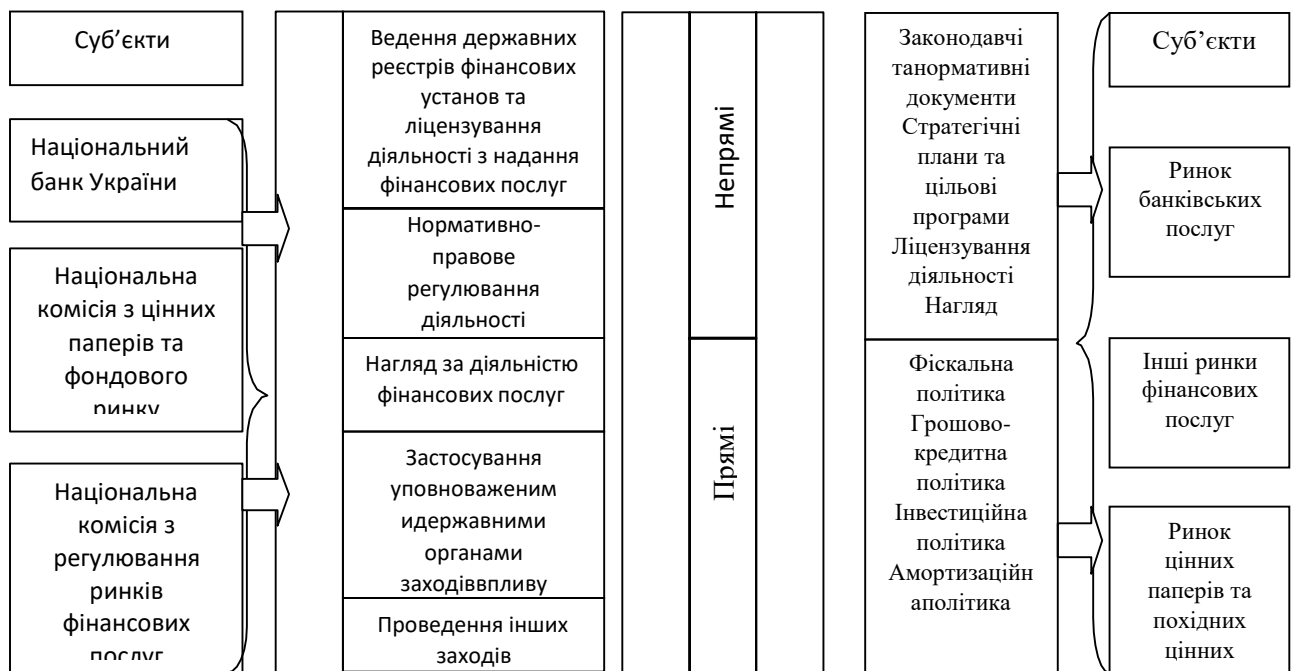 Суб’єкти
Національний
банк України
Національна
комісія з цінних
паперів та
фондового
ринку
Національна
комісія з
регулювання
ринків
фінансових
послуг
Ведення державних
реєстрів фінансових
установ та
ліцензування
діяльності з надання
фінансових послуг
Нормативно-
правове
регулювання
діяльності
Нагляд за діяльністю
фінансових послуг
Застосування
уповноваженим
идержавними
органами
заходіввпливу
Проведення інших
заходів
Непрямі
Прямі
Законодавчі
танормативні
документи
Стратегічні
плани та
цільові
програми
Ліцензування
діяльності
Нагляд
Фіскальна
політика
Грошово-
кредитна
політика
Інвестиційна
політика
Амортизаційн
аполітика
Суб’єкти
Ринок
банківських
послуг
Інші ринки
фінансових
послуг
Ринок
цінних
паперів та
похідних
цінних